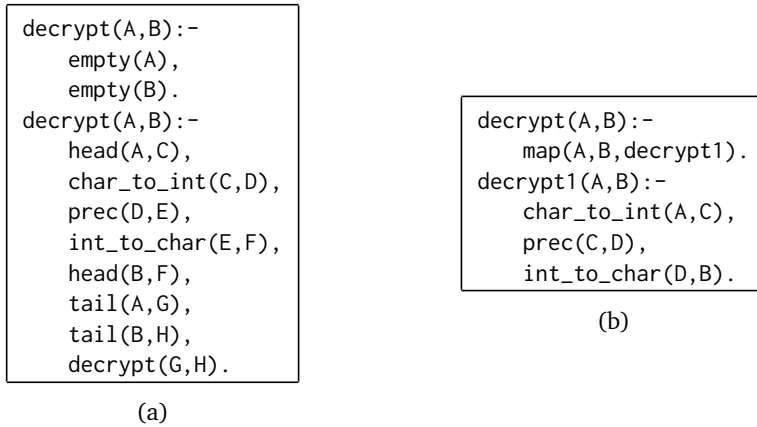 decrypt(A,B):-
    empty(A),
    empty(B).
decrypt(A,B):-
    head(A,C),
    char_to_int(C,D),
    prec(D,E),
    int_to_char(E,F),
    head(B,F),
    tail(A,G),
    tail(B,H),
    decrypt(G,H).
(a)
decrypt(A,B):-
    map(A,B,decrypt1).
decrypt1(A,B):-
    char_to_int(A,C),
    prec(C,D),
    int_to_char(D,B).
(b)